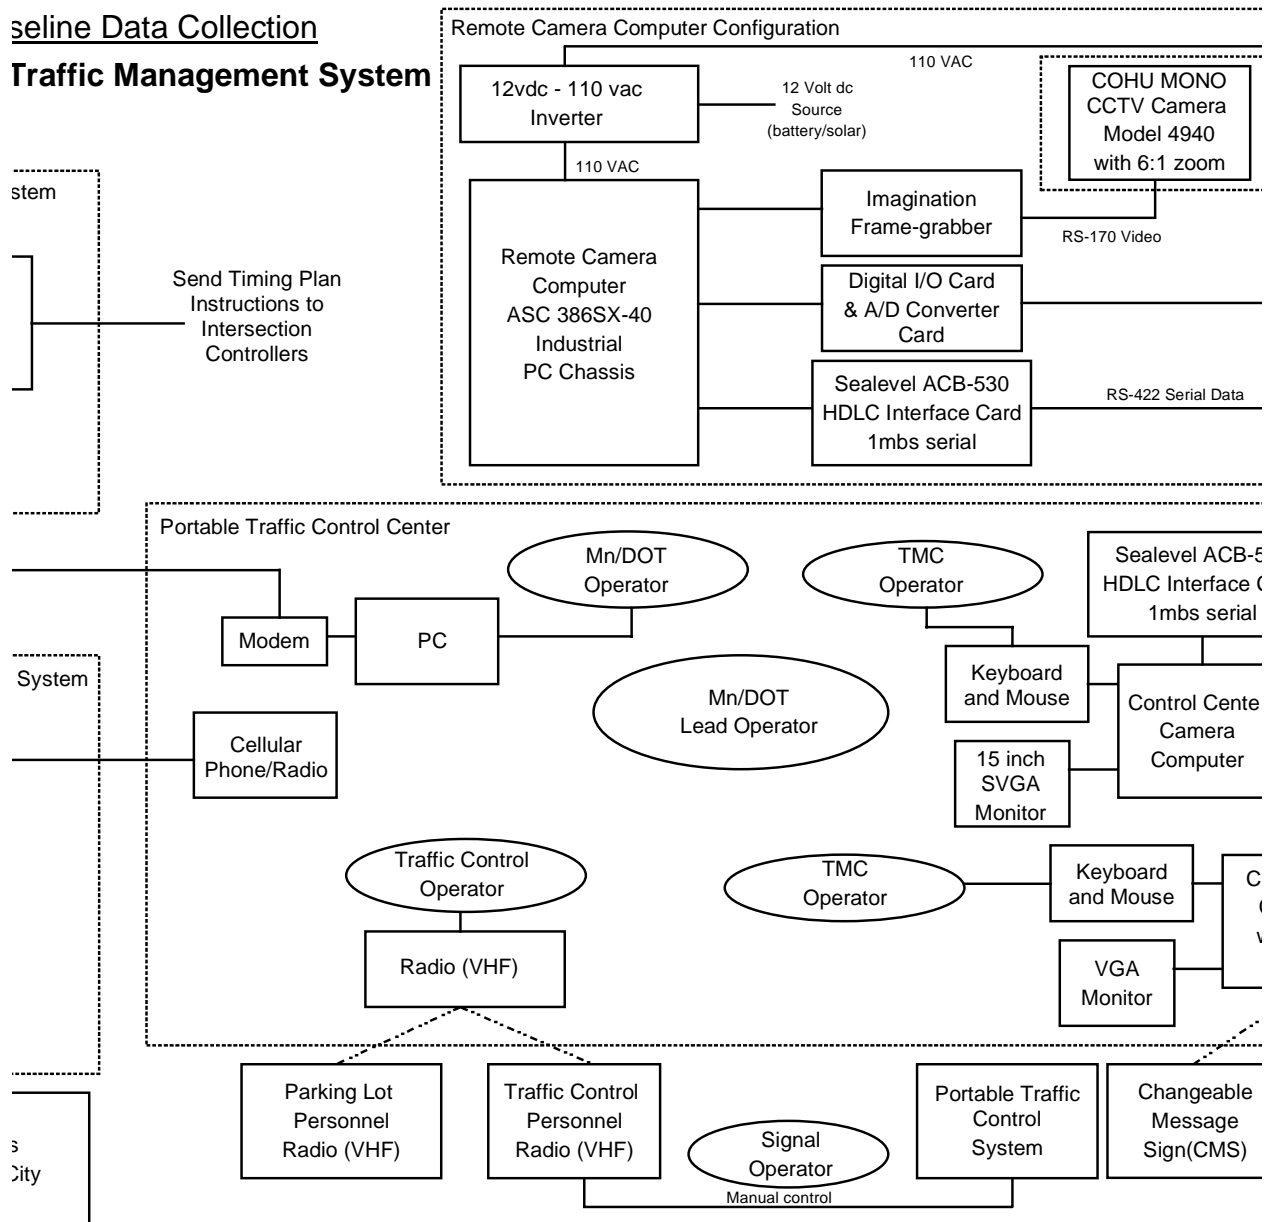 seline Data Collection
Traffic Management System
Remote Camera Computer Configuration
110 VAC
12vdc - 110 vac
Inverter
12 Volt dc
Source
(battery/solar)
COHU MONO
CCTV Camera
Model 4940
with 6:1 zoom
110 VAC
stem
Imagination
Frame-grabber
RS-170 Video
Remote Camera
Computer
ASC 386SX-40
Industrial
PC Chassis
Send Timing Plan
Instructions to
Intersection
Controllers
Digital I/O Card
& A/D Converter
Card
Sealevel ACB-530
HDLC Interface Card
1mbs serial
RS-422 Serial Data
Portable Traffic Control Center
Mn/DOT
Operator
TMC
Operator
Sealevel ACB-5
HDLC Interface C
1mbs serial
Modem
PC
System
Mn/DOT
Lead Operator
Keyboard
and Mouse
Control Cente
Camera
Computer
Cellular
Phone/Radio
15 inch
SVGA
Monitor
Traffic Control
Operator
TMC
Operator
Keyboard
and Mouse
C
Radio (VHF)
VGA
Monitor
Parking Lot
Personnel
Radio (VHF)
Traffic Control
Personnel
Radio (VHF)
Signal
Operator
Manual control
Portable Traffic
Control
System
Changeable
Message
Sign(CMS)
s
City